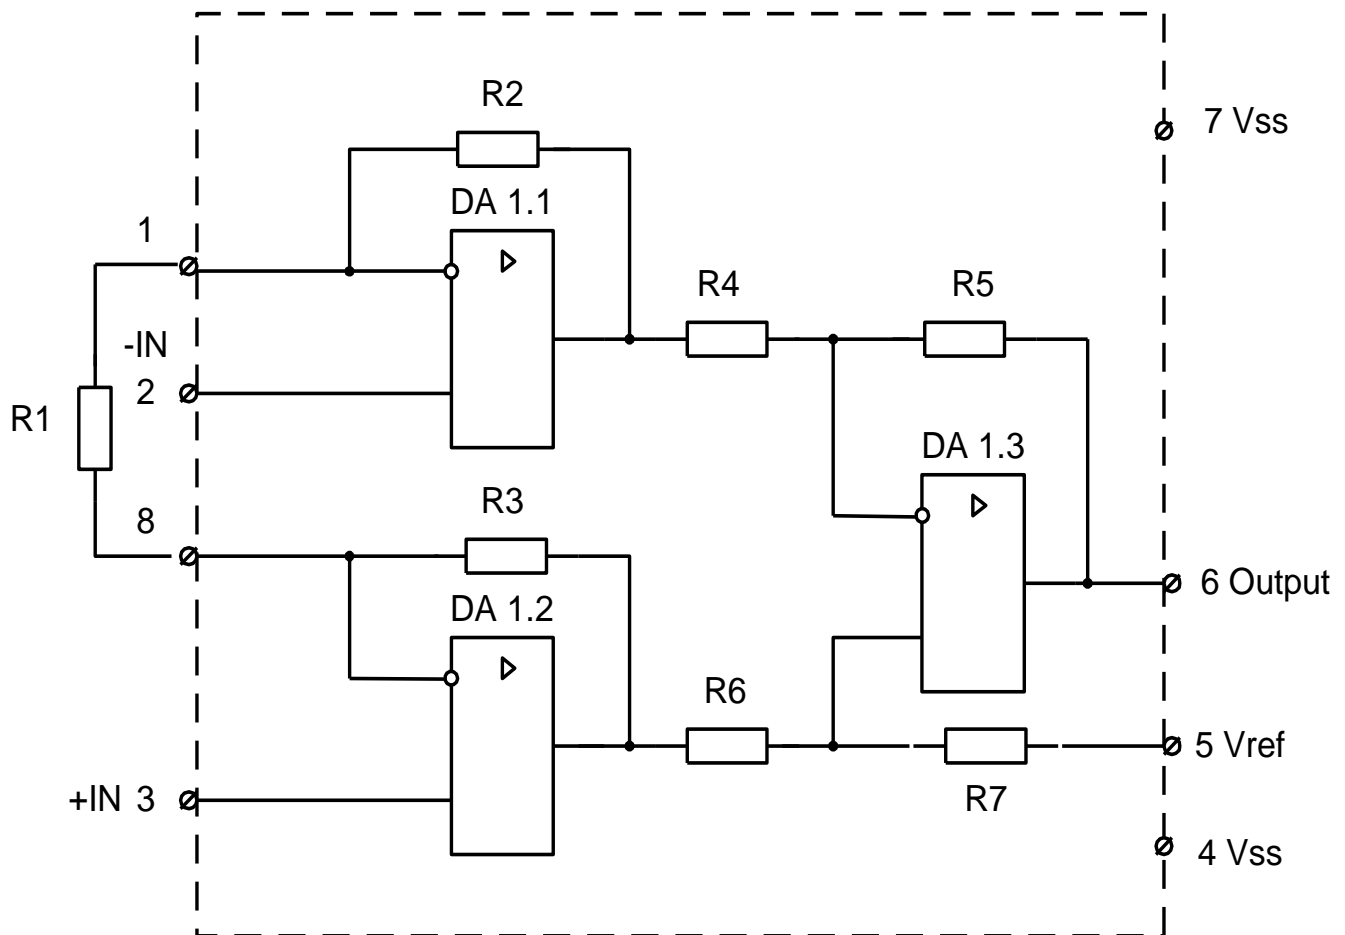 R2
7 Vss
DA 1.1
1
R4
R5
-IN
2
R1
DA 1.3
R3
8
6 Output
DA 1.2
R6
5 Vref
+IN 3
R7
4 Vss